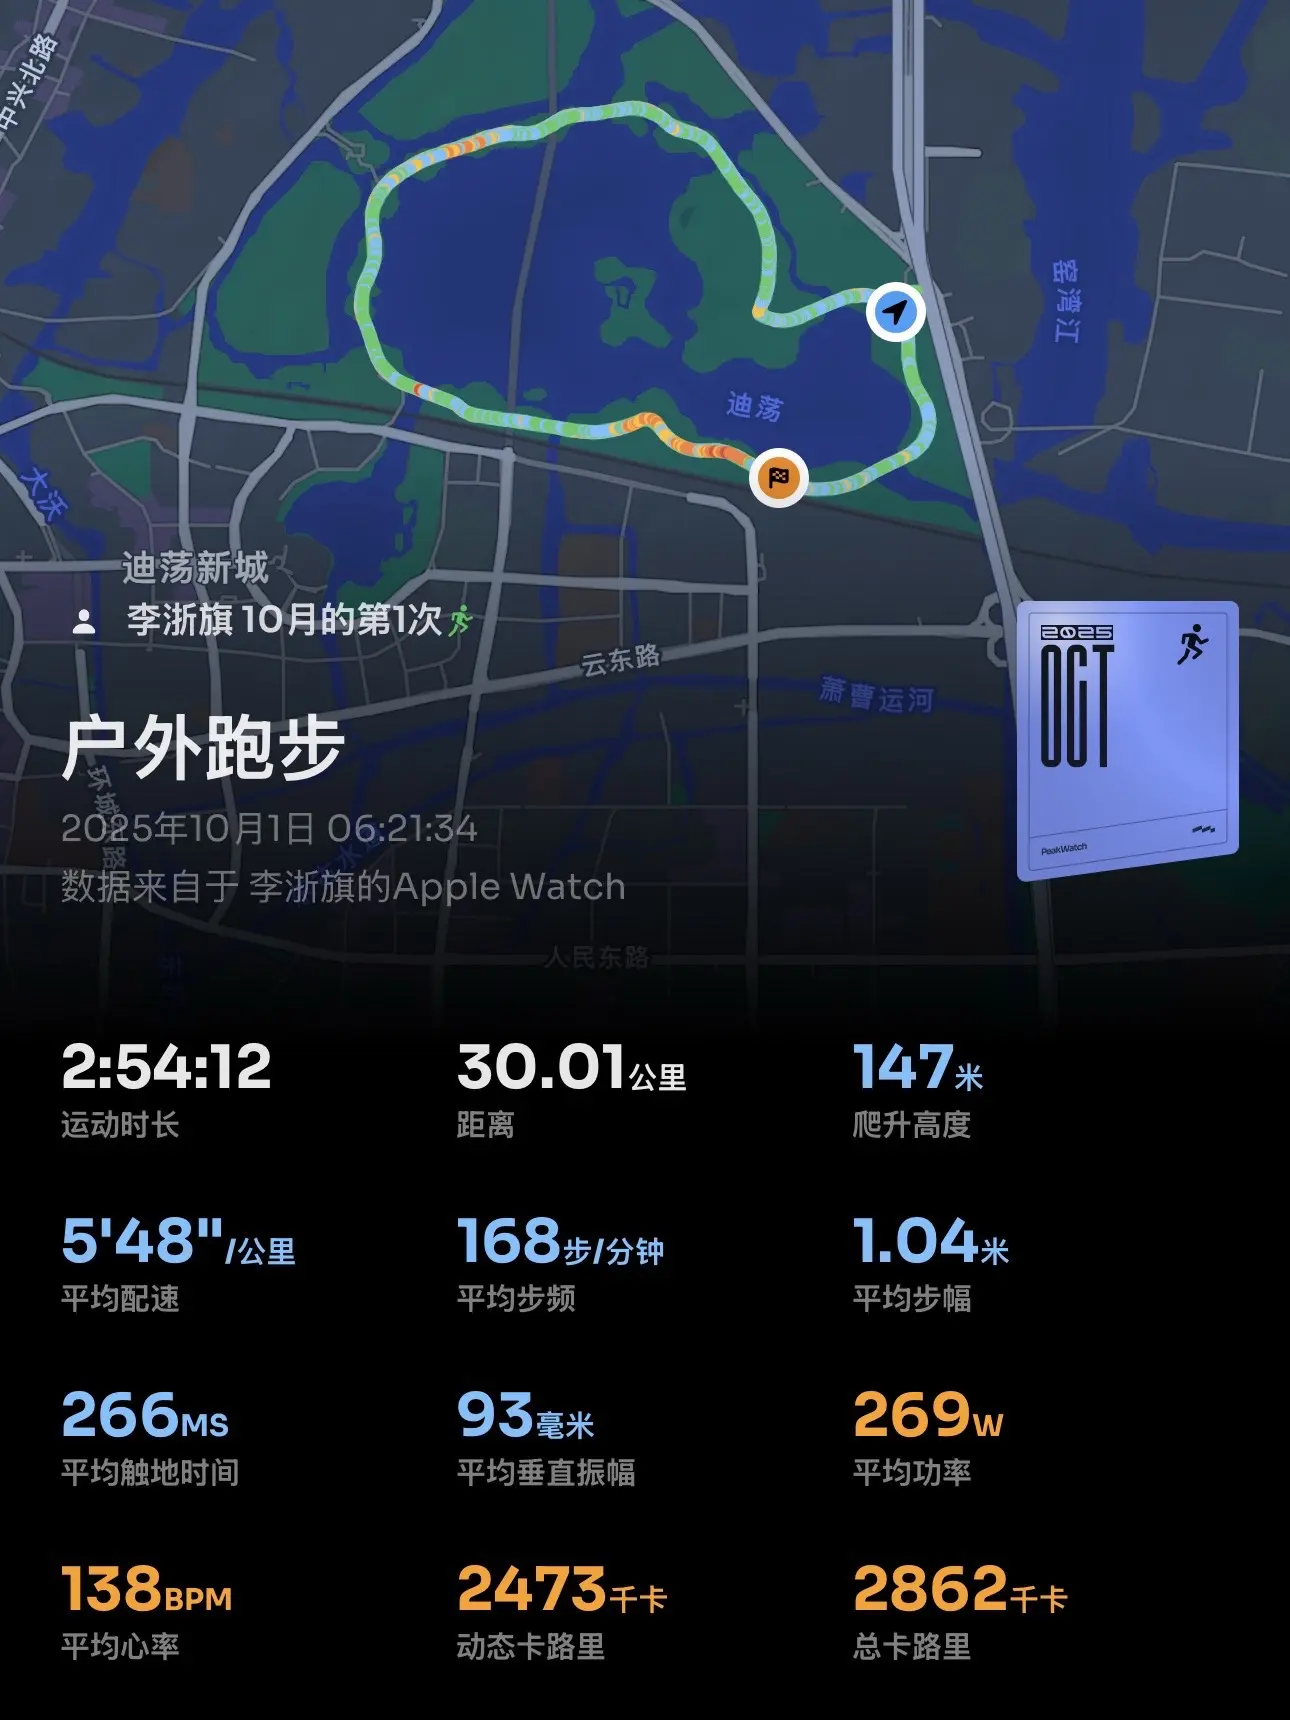 中兴北路
窑湾江
迪荡
大沃
迪荡新城
李浙旗 10月的第1次
云东路
萧曹运河
2025
OCT
PeakWatch
户外跑步
环城东路
2025年10月1日 06:21:34
数据来自于 李浙旗的Apple Watch
人民东路
2:54:12 30.01公里 147米
运动时长 距离 爬升高度
5'48"/公里 168步/分钟 1.04米
平均配速 平均步频 平均步幅
266MS 93毫米 269W
平均触地时间 平均垂直振幅 平均功率
138BPM 2473千卡 2862千卡
平均心率 动态卡路里 总卡路里